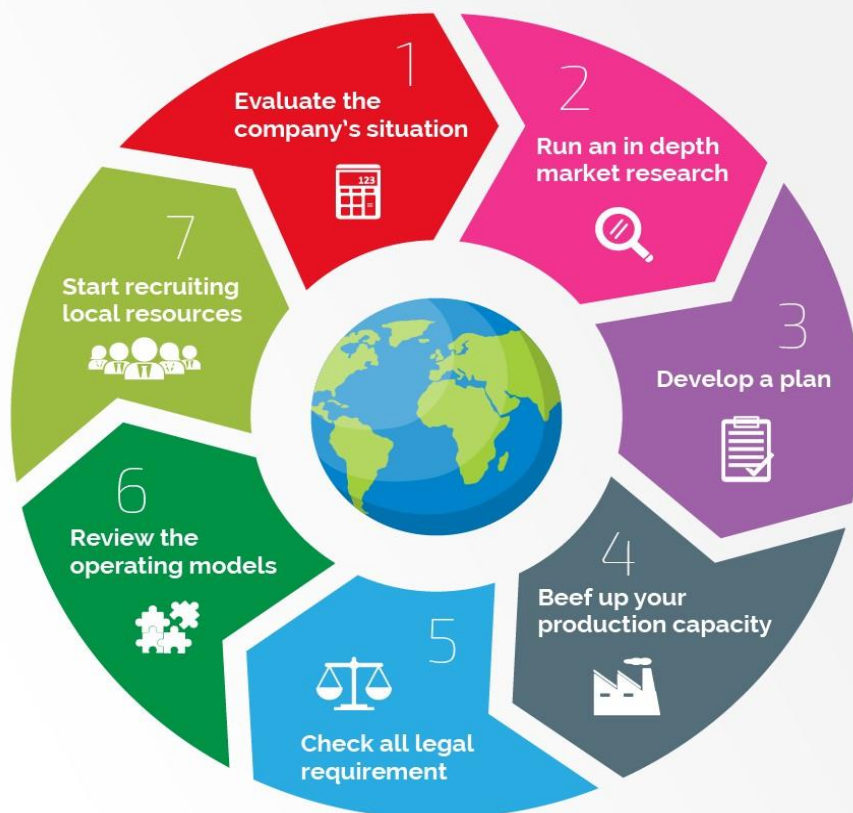 1
Evaluate the
company's situation
123
2
Run an in depth
market research
3
Develop a plan
4
Beef up your
production capacity
5
Check all legal
requirement
6
Review the
operating models
7
Start recruiting
local resources